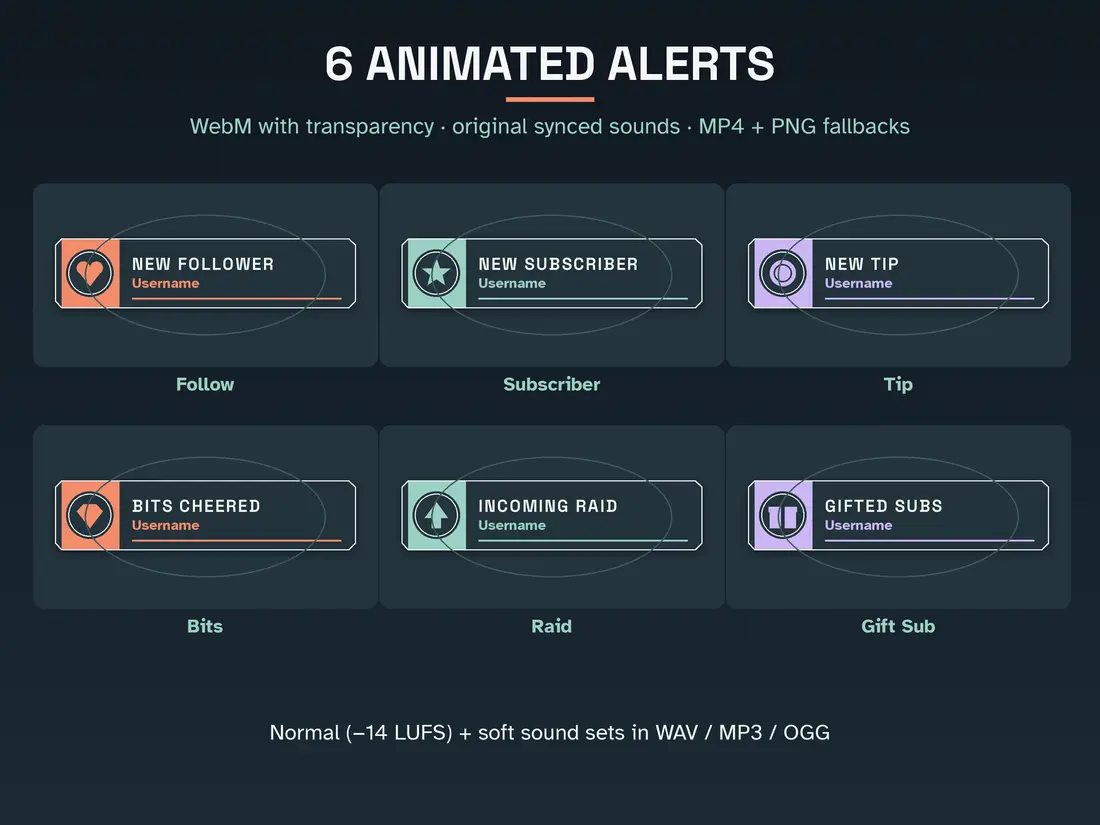 6 ANIMATED ALERTS
WebM with transparency · original synced sounds · MP4 + PNG fallbacks
NEW FOLLOWER
Username
NEW SUBSCRIBER
Username
NEW TIP
Username
Follow
Subscriber
Tip
BITS CHEERED
Username
INCOMING RAID
Username
GIFTED SUBS
Username
Bits
Raid
Gift Sub
Normal (−14 LUFS) + soft sound sets in WAV / MP3 / OGG